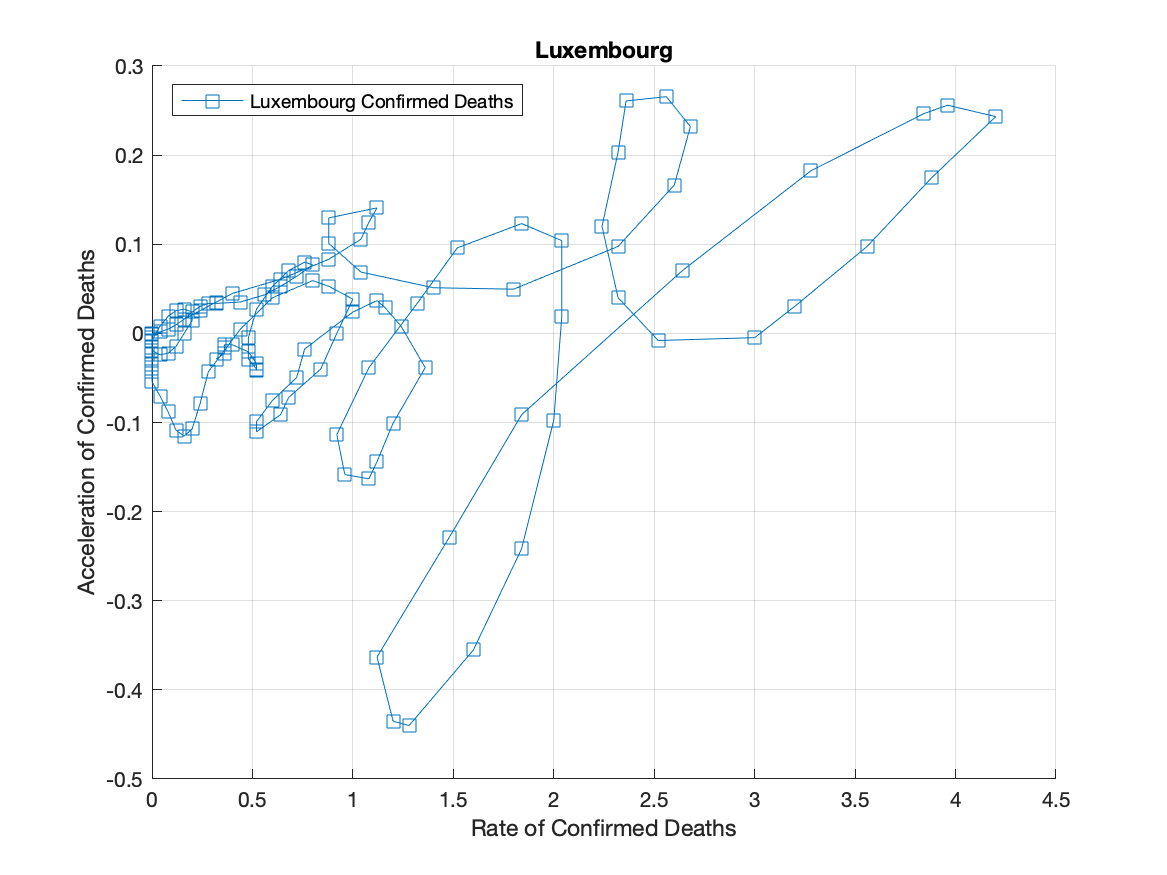 Luxembourg
0.3
Luxembourg Confirmed Deaths
0.2
0.1
0
-0.1
-0.2
-0.3
-0.4
-0.5
Acceleration of Confirmed Deaths
0 0.5 1 1.5 2 2.5 3 3.5 4 4.5
Rate of Confirmed Deaths